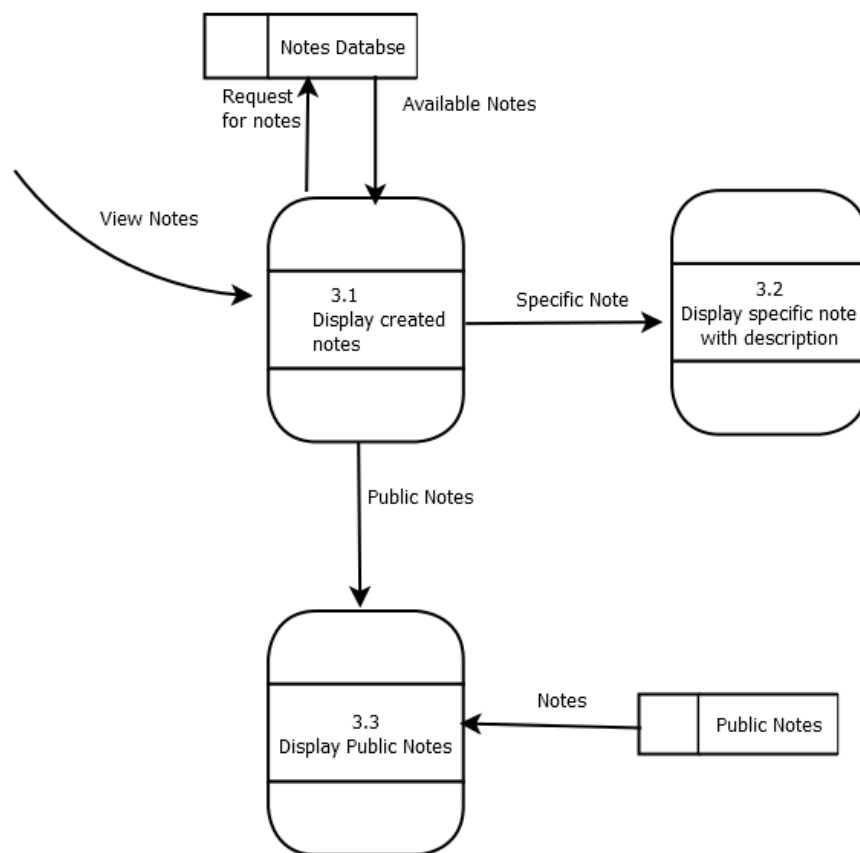 Notes Databse
Request
for notes
Available Notes
View Notes
3.1
Display created
notes
Specific Note
3.2
Display specific note
with description
Public Notes
3.3
Display Public Notes
Notes
Public Notes